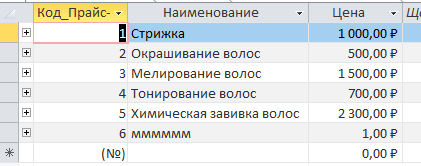 Код_Прайс- Наименование Цена
1 Стрижка 1 000,00 ₽
2 Окрашивание волос 500,00 ₽
3 Мелирование волос 1 500,00 ₽
4 Тонирование волос 700,00 ₽
5 Химическая завивка волос 2 300,00 ₽
6 мммммм 1,00 ₽
(№) 0,00 ₽